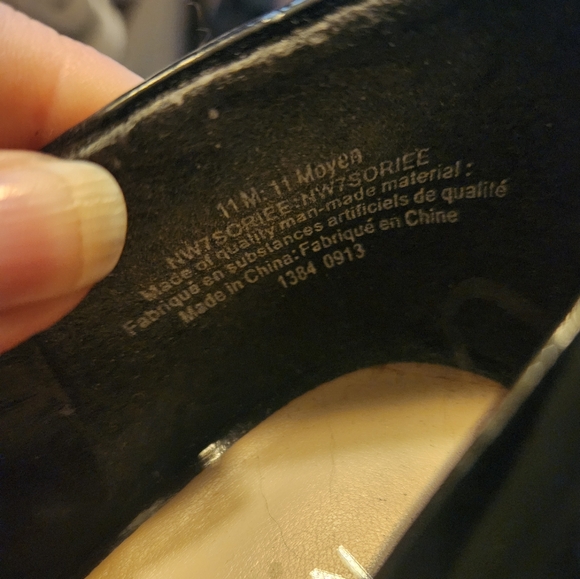 11 M: 11 Moyen
NW7SORIEE: NW7SORIEE
Made of quality man-made material :
Fabriqué en substances artificiels de qualité
Made in China: Fabriqué en Chine
1384 0913